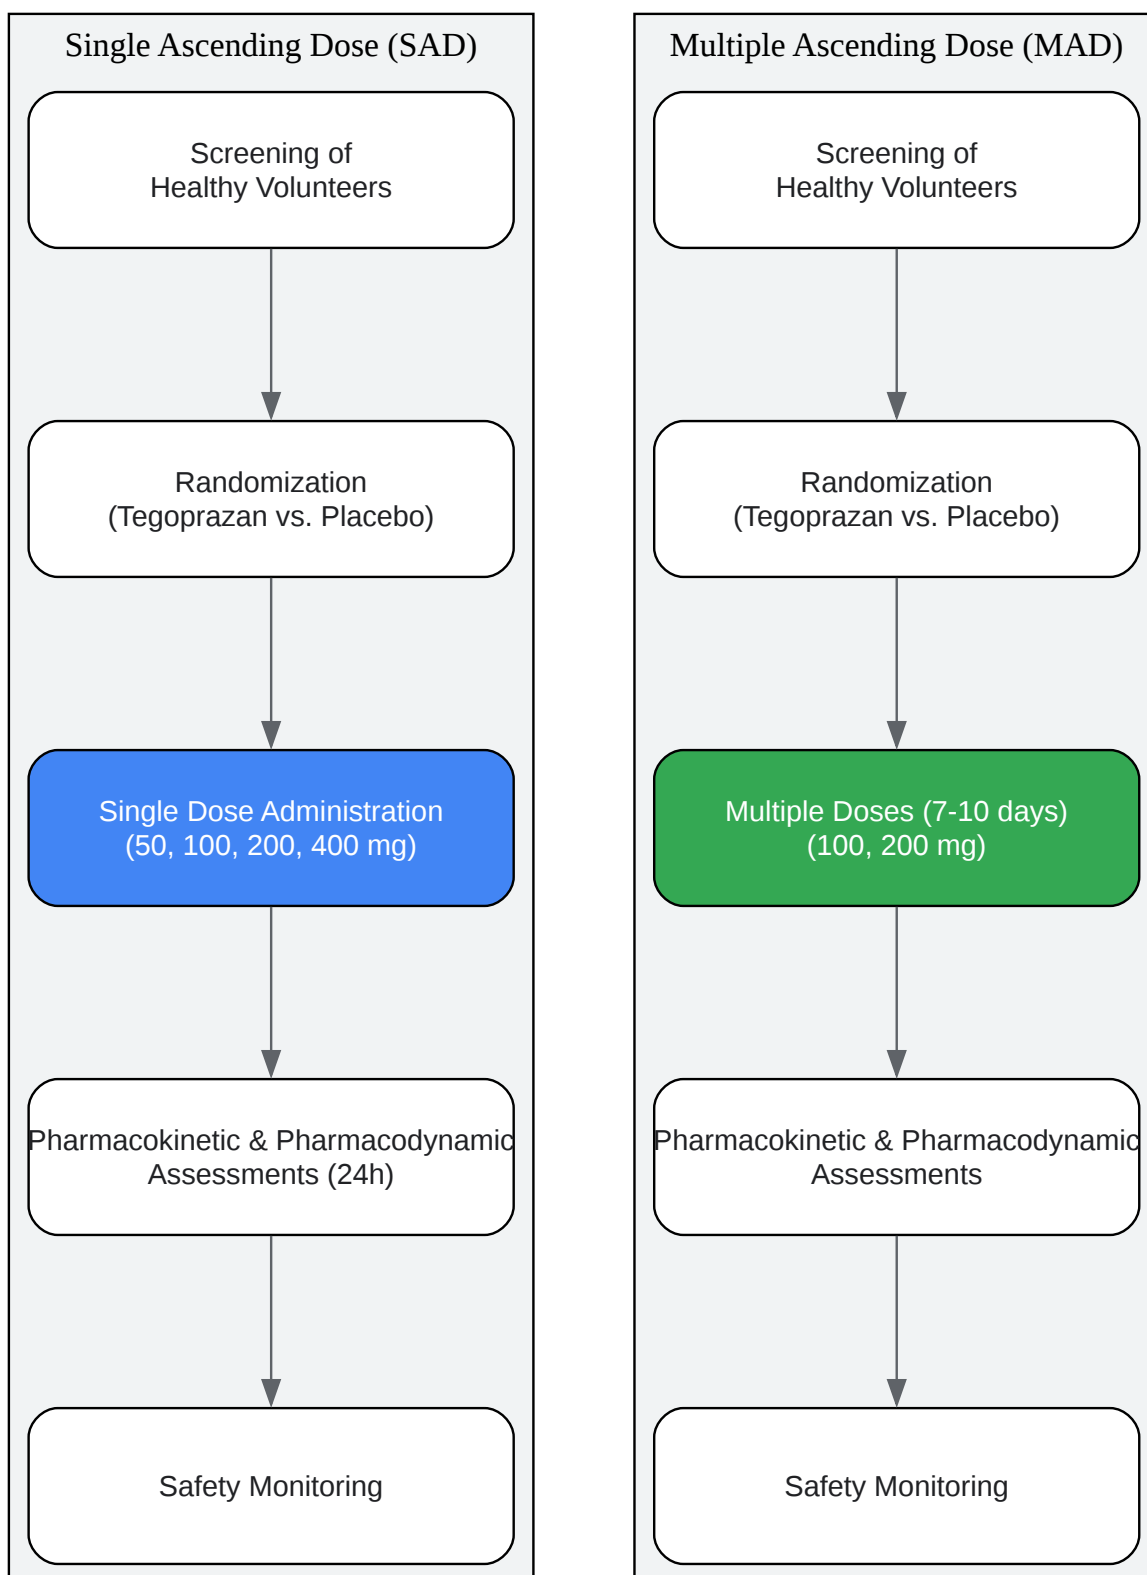 Single Ascending Dose (SAD)
Screening of
Healthy Volunteers
Randomization
(Tegoprazan vs. Placebo)
Single Dose Administration
(50, 100, 200, 400 mg)
Pharmacokinetic & Pharmacodynamic
Assessments (24h)
Safety Monitoring
Multiple Ascending Dose (MAD)
Screening of
Healthy Volunteers
Randomization
(Tegoprazan vs. Placebo)
Multiple Doses (7-10 days)
(100, 200 mg)
Pharmacokinetic & Pharmacodynamic
Assessments
Safety Monitoring